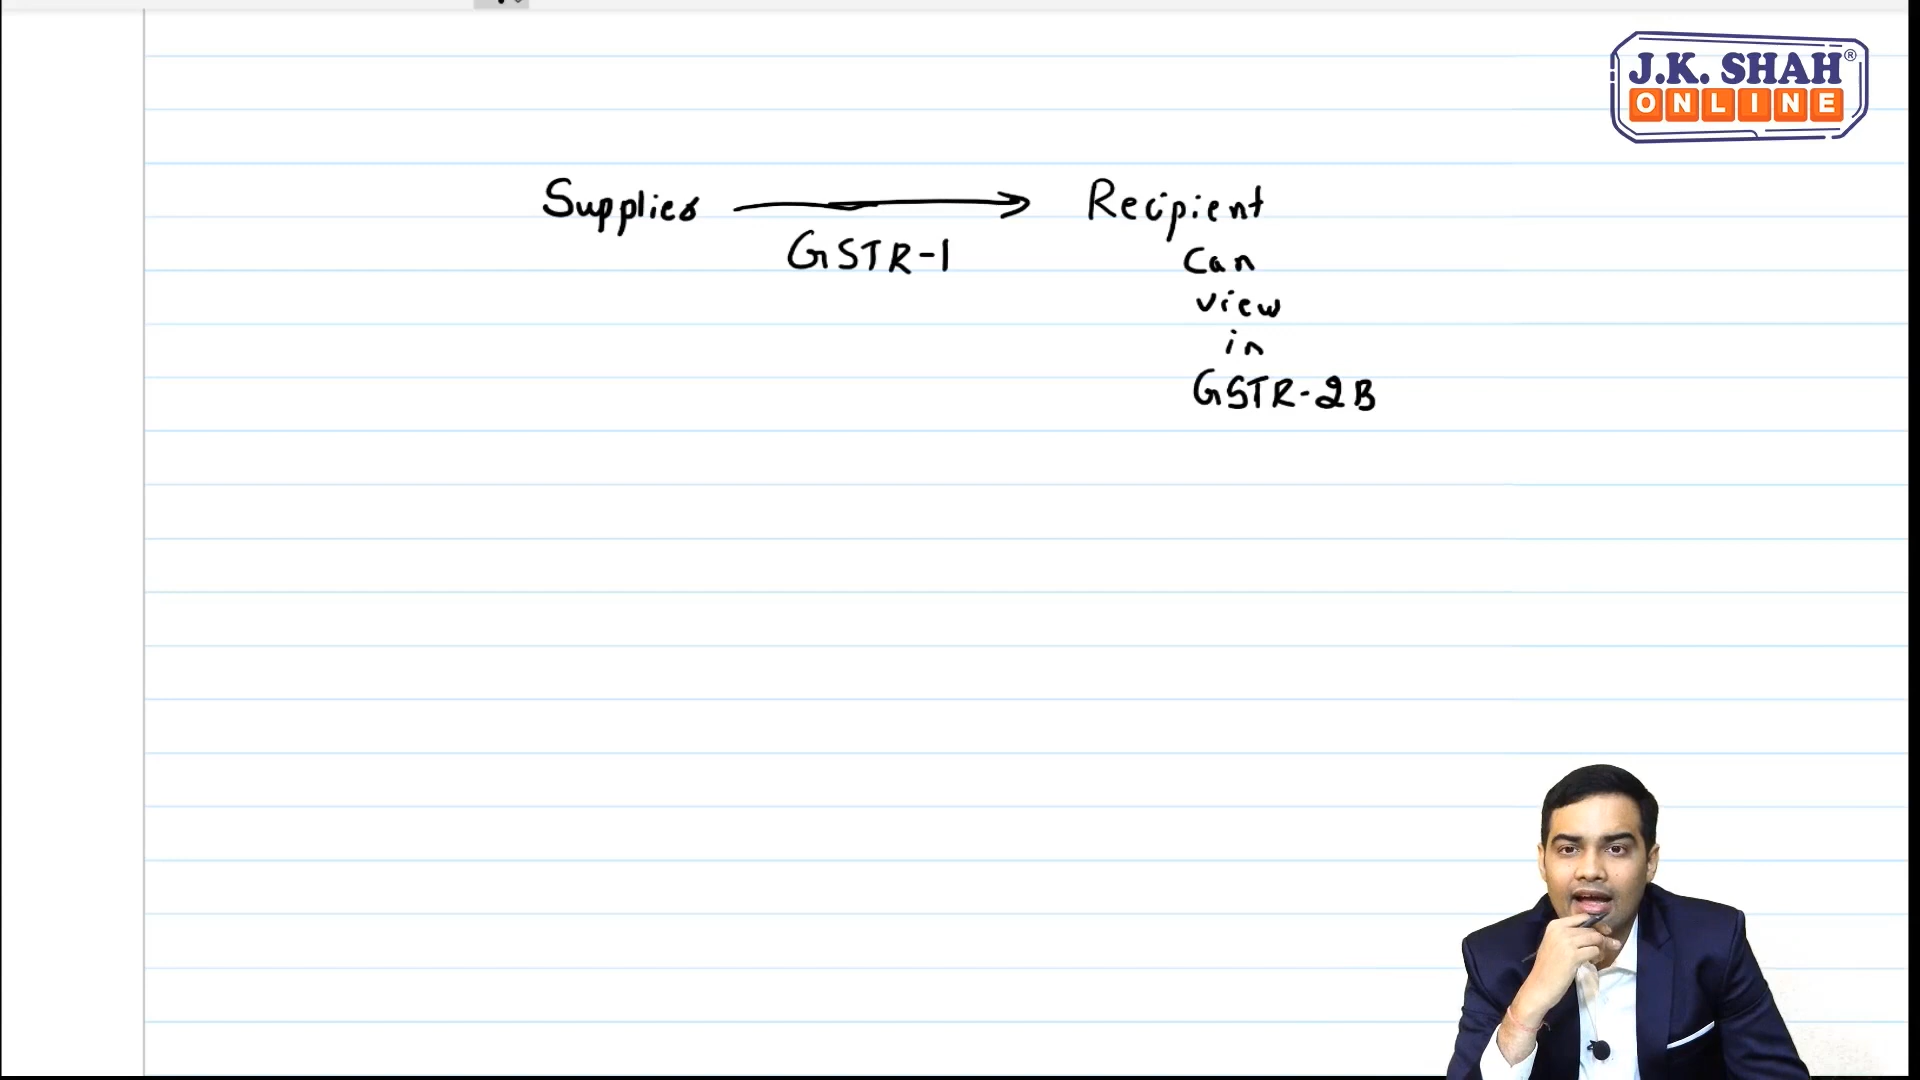 J.K. SHAH®
ONLINE
Supplier → Recipient
GSTR-1
can
view
in
GSTR-2B